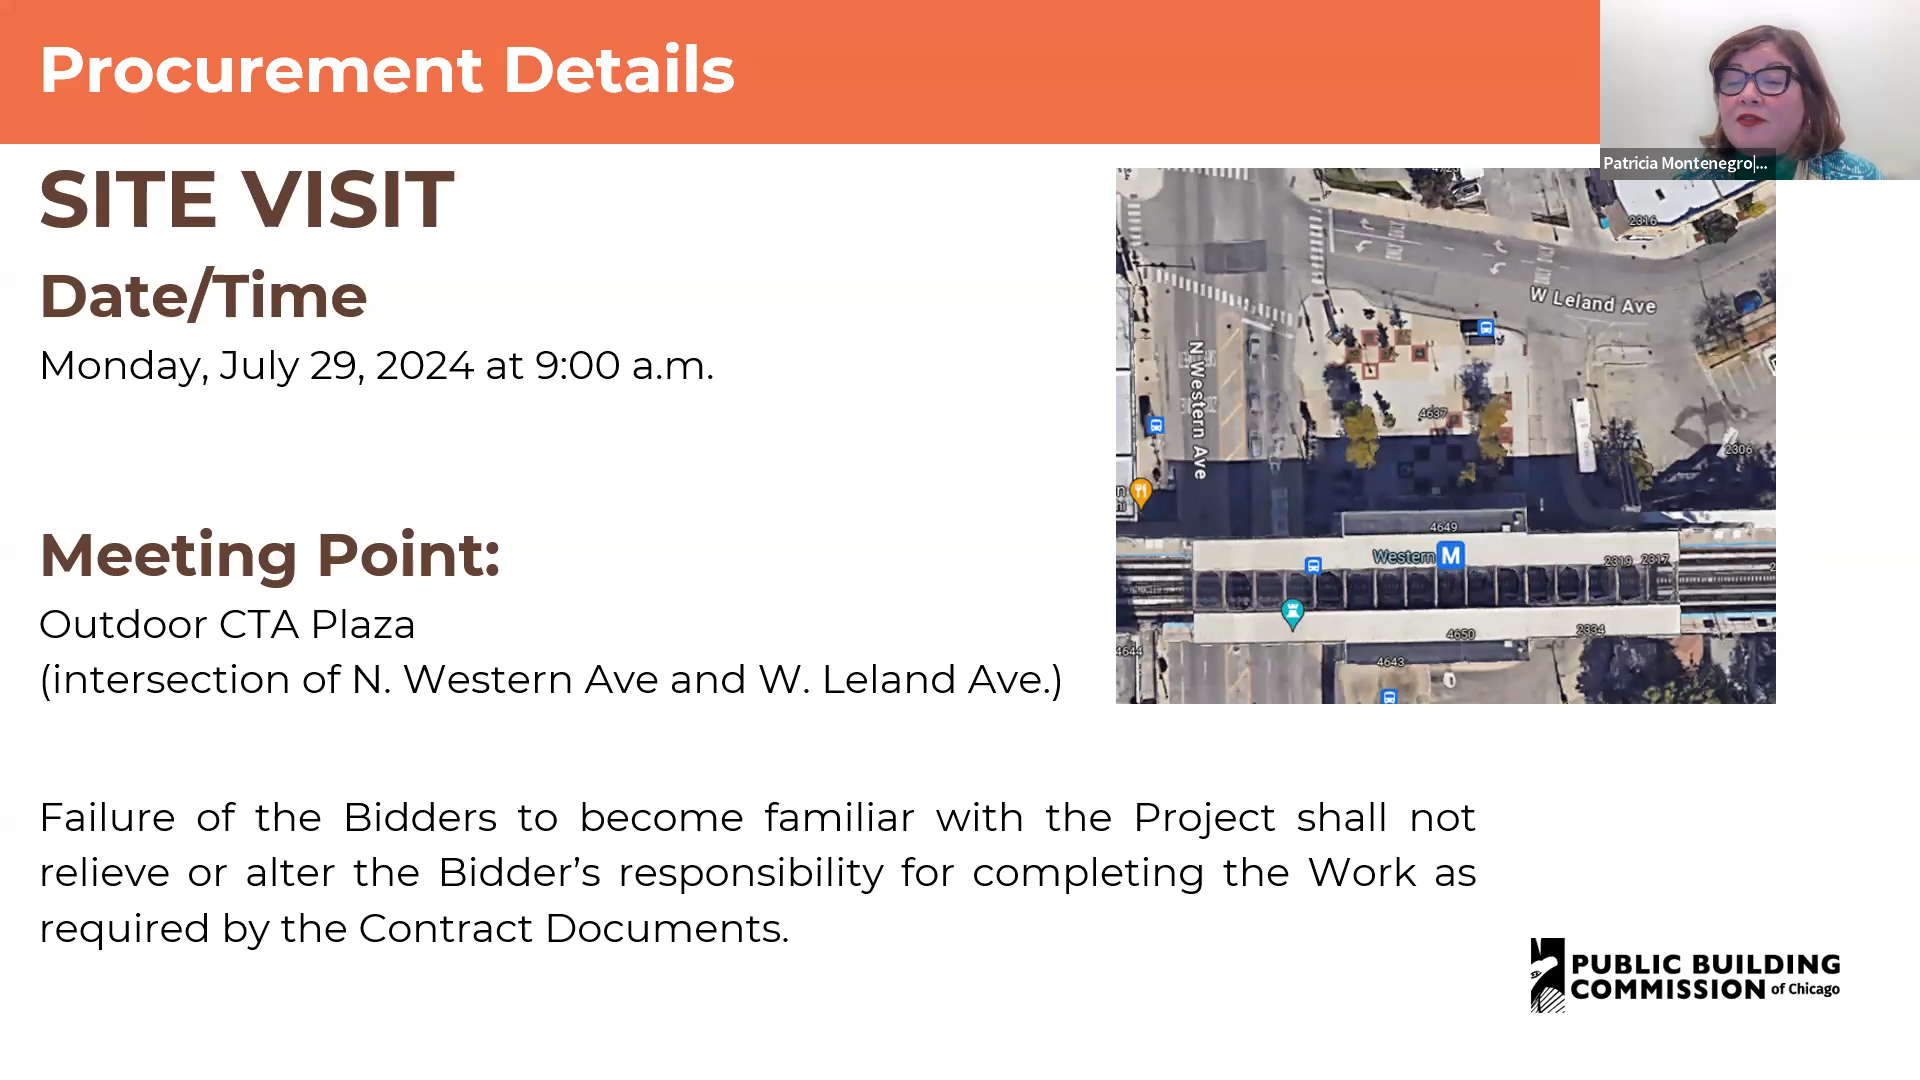 Procurement Details
Patricia Montenegro|...
SITE VISIT
Date/Time
Monday, July 29, 2024 at 9:00 a.m.
Meeting Point:
Outdoor CTA Plaza
(intersection of N. Western Ave and W. Leland Ave.)
2316
W Leland Ave
N Western Ave
4637
2306
4649
Western M
2319 2317
4650
2334
4644
4643
Failure of the Bidders to become familiar with the Project shall not
relieve or alter the Bidder’s responsibility for completing the Work as
required by the Contract Documents.
PUBLIC BUILDING
COMMISSION of Chicago